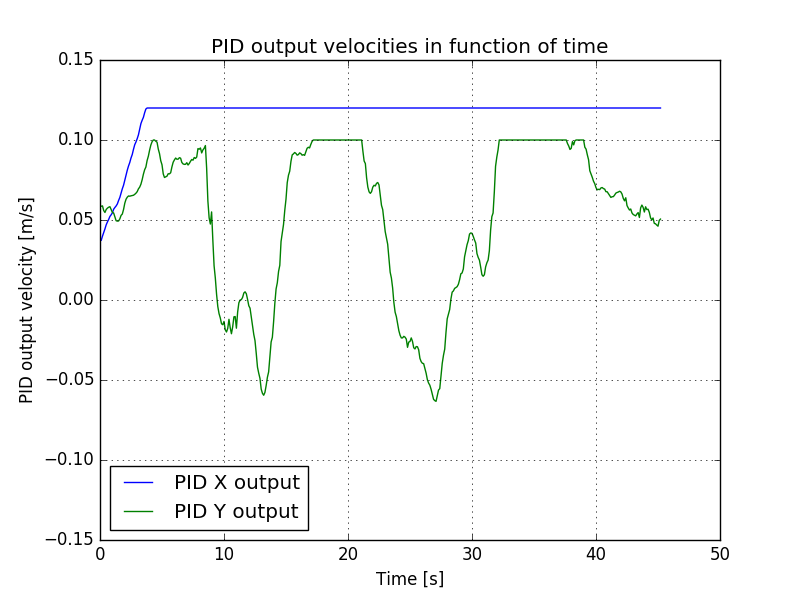 PID output velocities in function of time
0.15
0.10
0.05
0.00
−0.05
−0.10
−0.15
PID output velocity [m/s]
PID X output
PID Y output
0 10 20 30 40 50
Time [s]